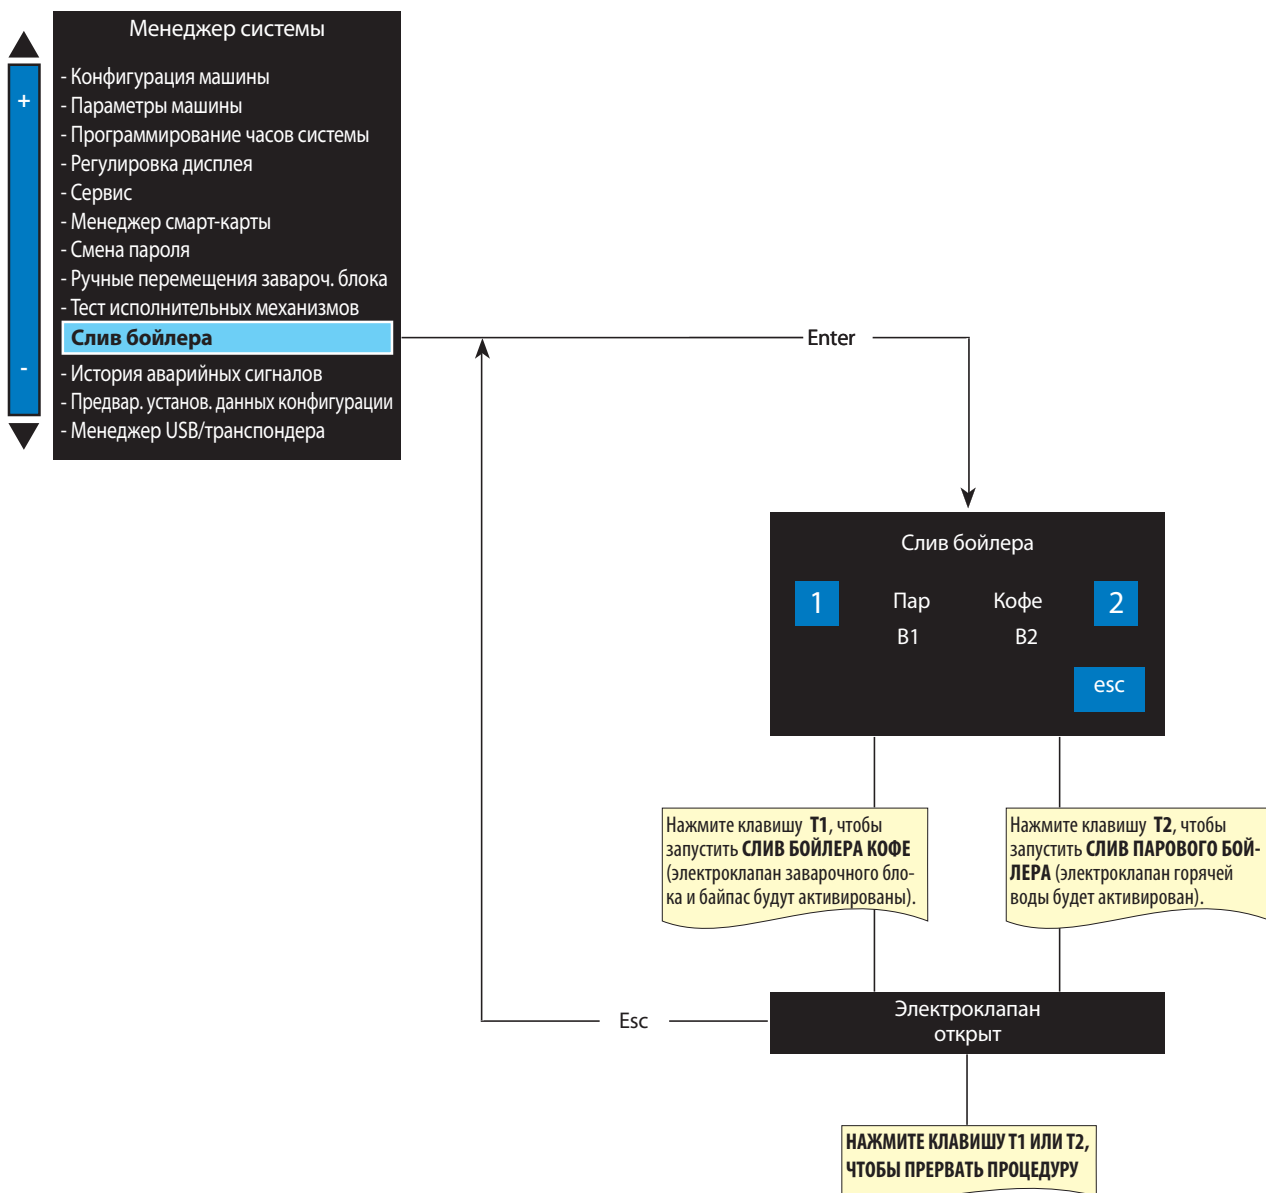 Менеджер системы
+
- Конфигурация машины
- Параметры машины
- Программирование часов системы
- Регулировка дисплея
- Сервис
- Менеджер смарт-карты
- Смена пароля
- Ручные перемещения завароч. блока
- Тест исполнительных механизмов
Слив бойлера
-
- История аварийных сигналов
- Предвар. установ. данных конфигурации
- Менеджер USB/транспондера
Enter
Слив бойлера
1 Пар Кофе 2
B1 B2
esc
Нажмите клавишу T1, чтобы
запустить СЛИВ БОЙЛЕРА КОФЕ
(электроклапан заварочного бло-
ка и байпас будут активированы).
Нажмите клавишу T2, чтобы
запустить СЛИВ ПАРОВОГО БОЙ-
ЛЕРА (электроклапан горячей
воды будет активирован).
Электроклапан
открыт
Esc
НАЖМИТЕ КЛАВИШУ T1 ИЛИ T2,
ЧТОБЫ ПРЕРВАТЬ ПРОЦЕДУРУ